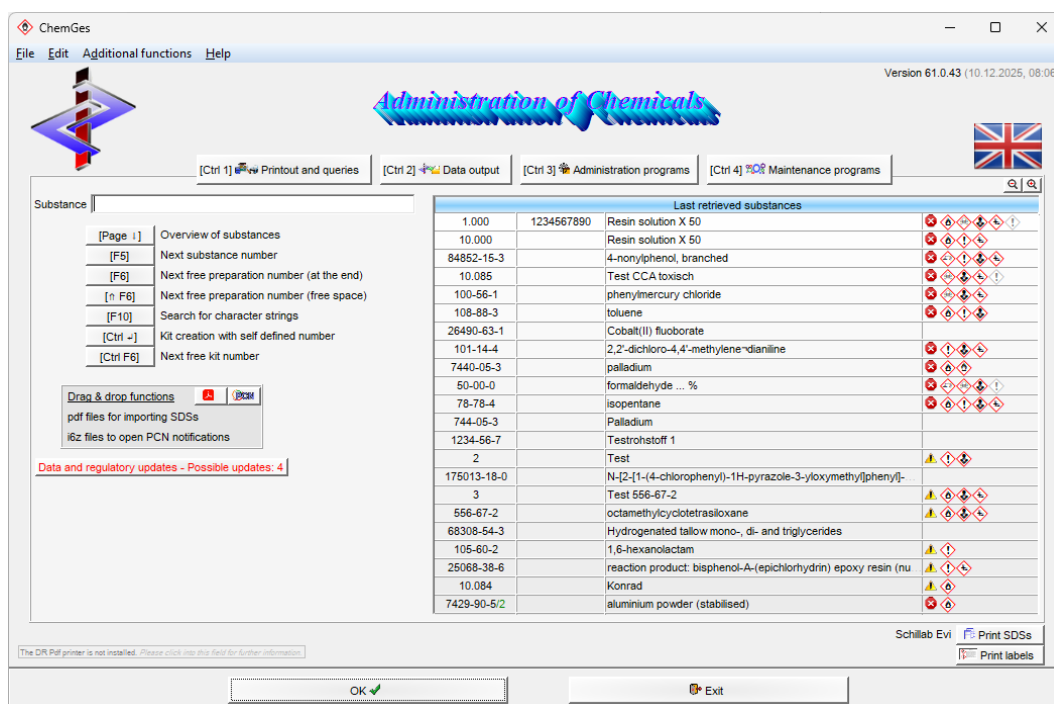 ChemGes
File Edit Additional functions Help
Version 61.0.43 (10.12.2025, 08:06
Administration of Chemicals
[Ctrl 1] Printout and queries [Ctrl 2] Data output [Ctrl 3] Administration programs [Ctrl 4] Maintenance programs
Substance
[Page ↓] Overview of substances
[F5] Next substance number
[F6] Next free preparation number (at the end)
[⇑ F6] Next free preparation number (free space)
[F10] Search for character strings
[Ctrl ↵] Kit creation with self defined number
[Ctrl F6] Next free kit number
Drag & drop functions PCN
pdf files for importing SDSs
i6z files to open PCN notifications
Data and regulatory updates - Possible updates: 4
Last retrieved substances
1.000 1234567890 Resin solution X 50
10.000 Resin solution X 50
84852-15-3 4-nonylphenol, branched
10.085 Test CCA toxisch
100-56-1 phenylmercury chloride
108-88-3 toluene
26490-63-1 Cobalt(II) fluoborate
101-14-4 2,2'-dichloro-4,4'-methylene¬dianiline
7440-05-3 palladium
50-00-0 formaldehyde ... %
78-78-4 isopentane
744-05-3 Palladium
1234-56-7 Testrohstoff 1
2 Test
175013-18-0 N-[2-[1-(4-chlorophenyl)-1H-pyrazole-3-yloxymethyl]phenyl]-
3 Test 556-67-2
556-67-2 octamethylcyclotetrasiloxane
68308-54-3 Hydrogenated tallow mono-, di- and triglycerides
105-60-2 1,6-hexanolactam
25068-38-6 reaction product: bisphenol-A-(epichlorhydrin) epoxy resin (nu
10.084 Konrad
7429-90-5/2 aluminium powder (stabilised)
Schillab Evi Print SDSs
The DR Pdf printer is not installed. Please click into this field for further information.
Print labels
OK Exit